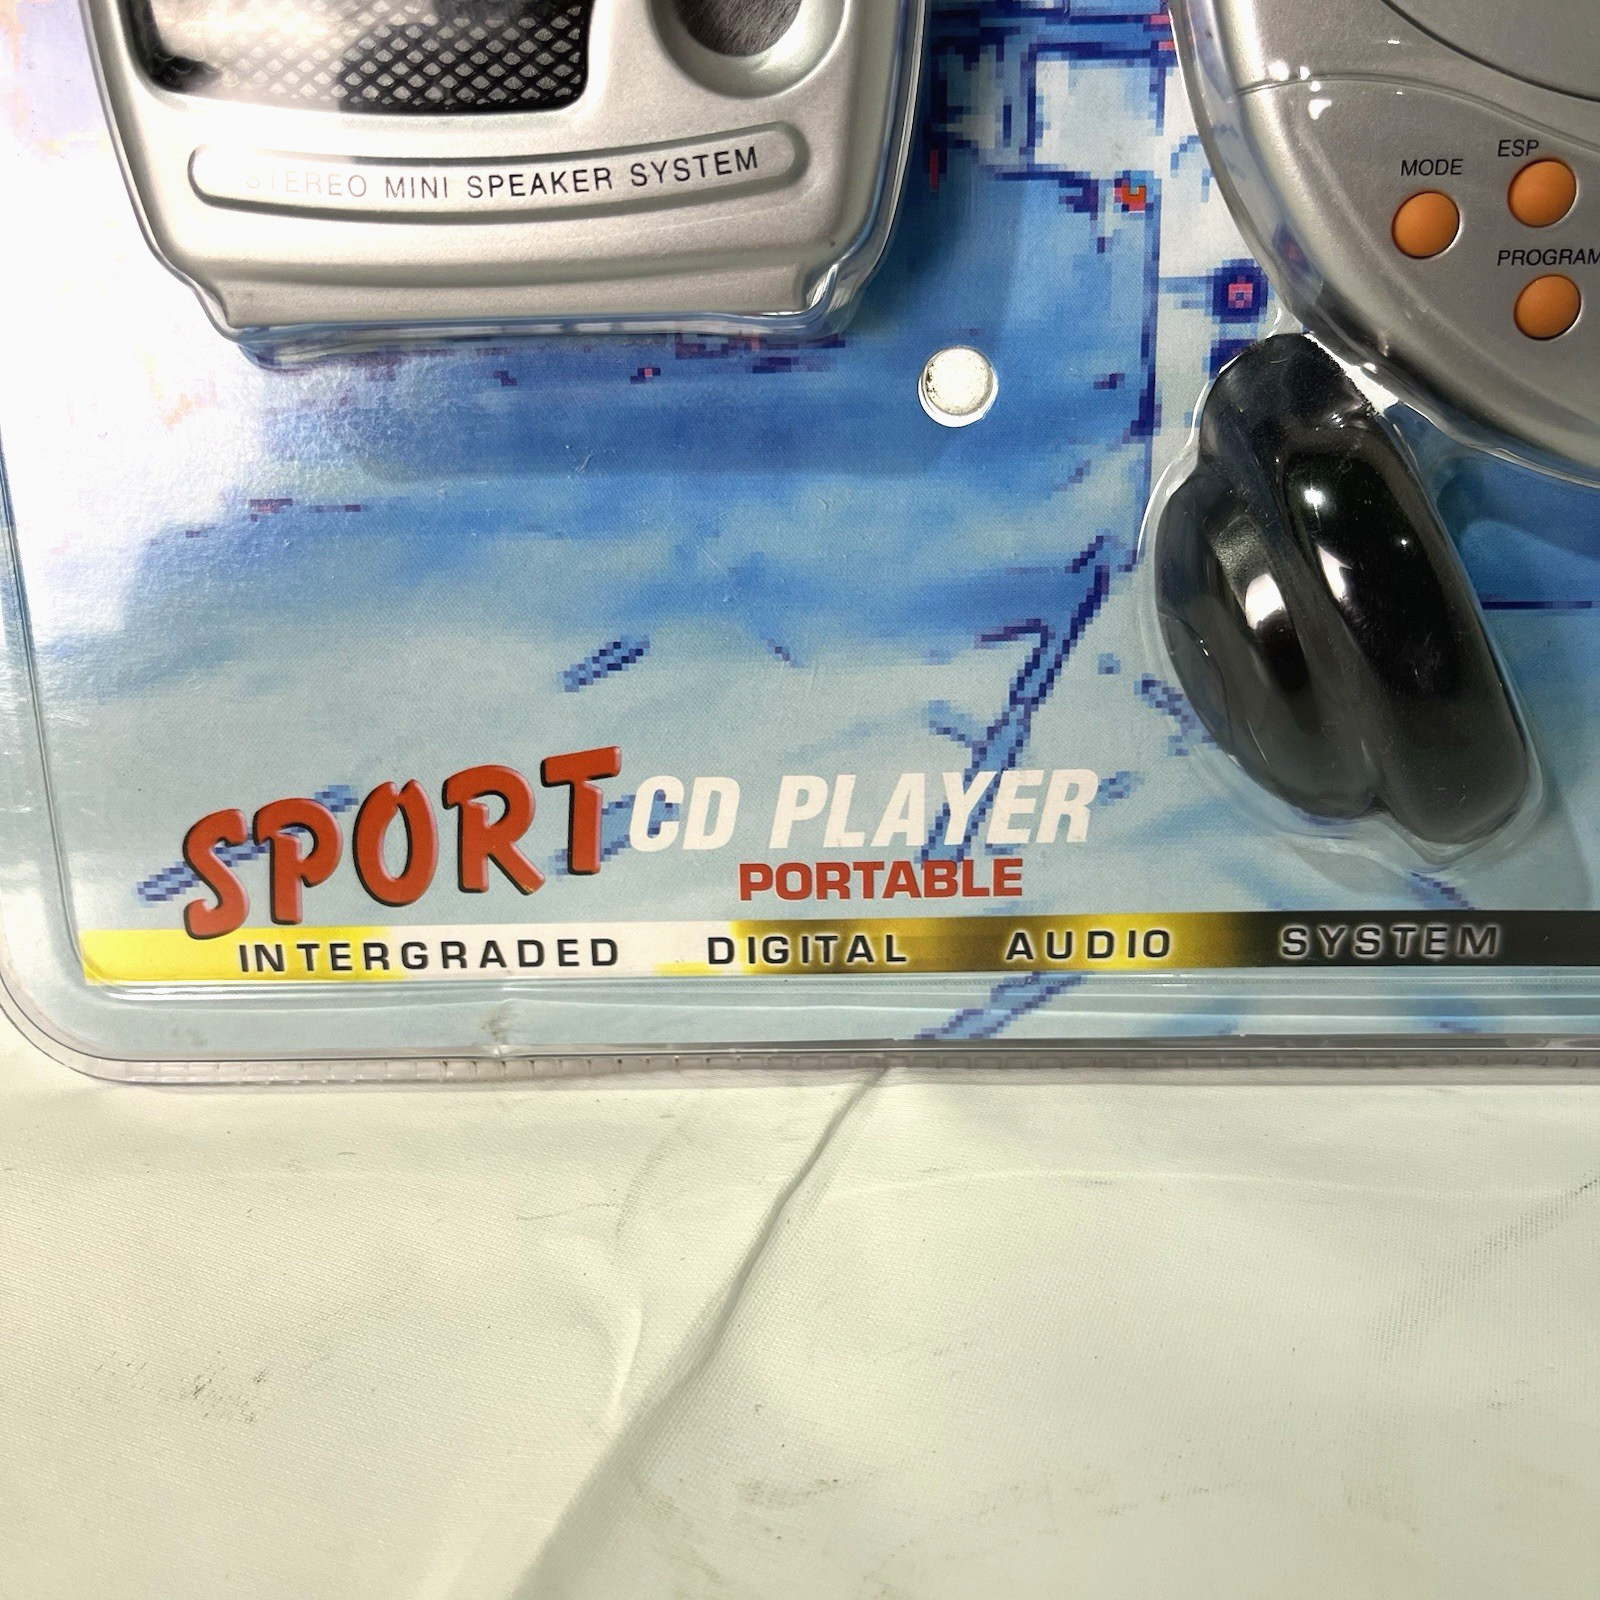 STEREO MINI SPEAKER SYSTEM
MODE
ESP
PROGRAM
SPORT CD PLAYER
PORTABLE
INTERGRADED DIGITAL AUDIO SYSTEM